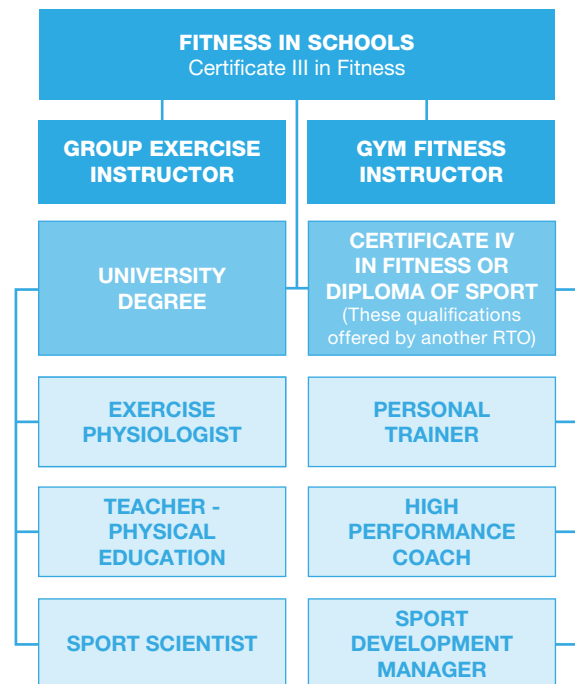 FITNESS IN SCHOOLS
Certificate III in Fitness
GROUP EXERCISE
INSTRUCTOR
GYM FITNESS
INSTRUCTOR
UNIVERSITY
DEGREE
CERTIFICATE IV
IN FITNESS OR
DIPLOMA OF SPORT
(These qualifications
offered by another RTO)
EXERCISE
PHYSIOLOGIST
PERSONAL
TRAINER
TEACHER -
PHYSICAL
EDUCATION
HIGH
PERFORMANCE
COACH
SPORT SCIENTIST
SPORT
DEVELOPMENT
MANAGER